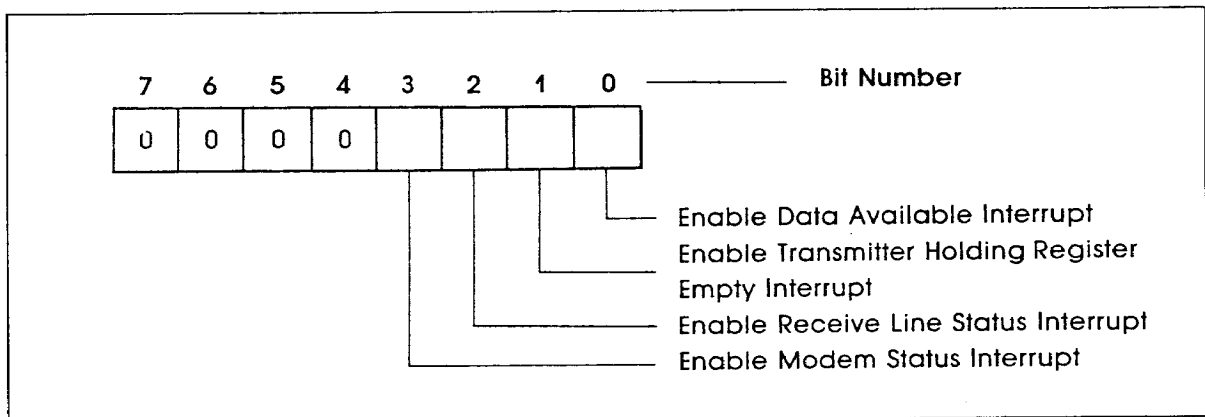 7 6 5 4 3 2 1 0 Bit Number
0 0 0 0
Enable Data Available Interrupt
Enable Transmitter Holding Register
Empty Interrupt
Enable Receive Line Status Interrupt
Enable Modem Status Interrupt